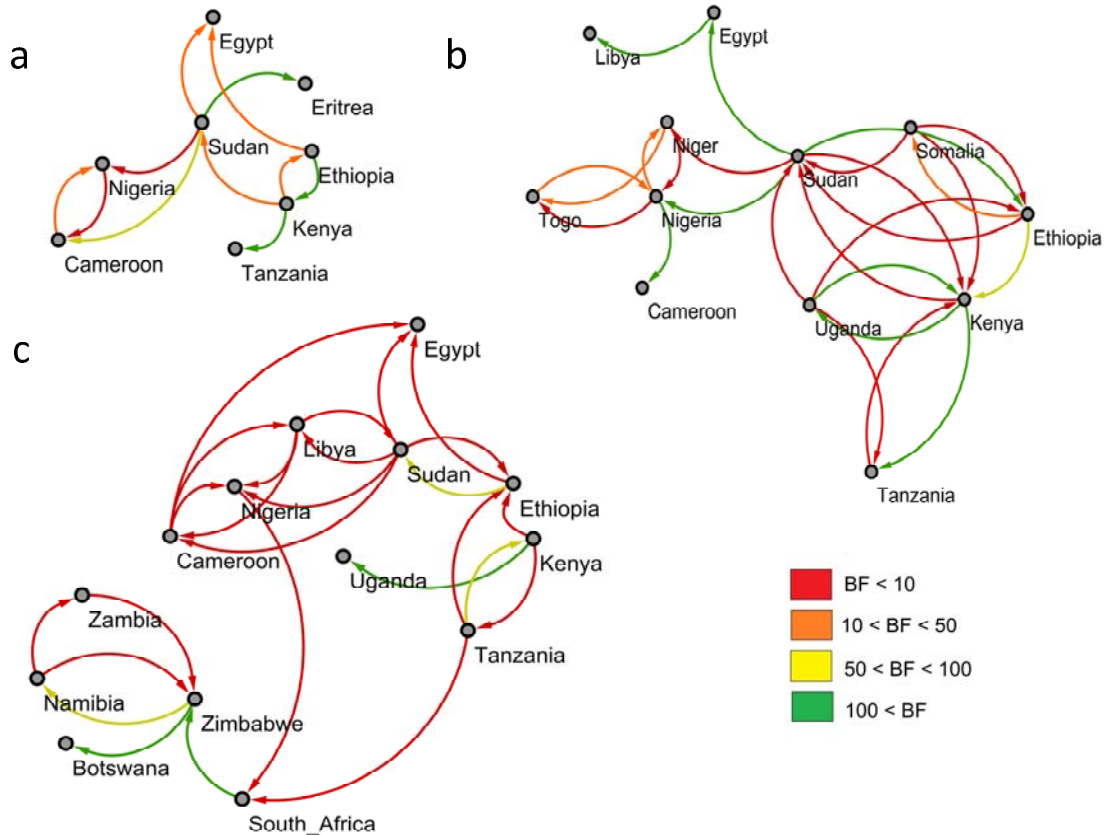 a
Egypt
Eritrea
Sudan
Nigeria
Ethiopia
Kenya
Cameroon
Tanzania
b
Libya
Egypt
Niger
Sudan
Somalia
Togo
Nigeria
Ethiopia
Cameroon
Uganda
Kenya
Tanzania
c
Egypt
Libya
Sudan
Nigeria
Ethiopia
Cameroon
Uganda
Kenya
Zambia
Tanzania
Namibia
Zimbabwe
Botswana
South_Africa
BF < 10
10 < BF < 50
50 < BF < 100
100 < BF